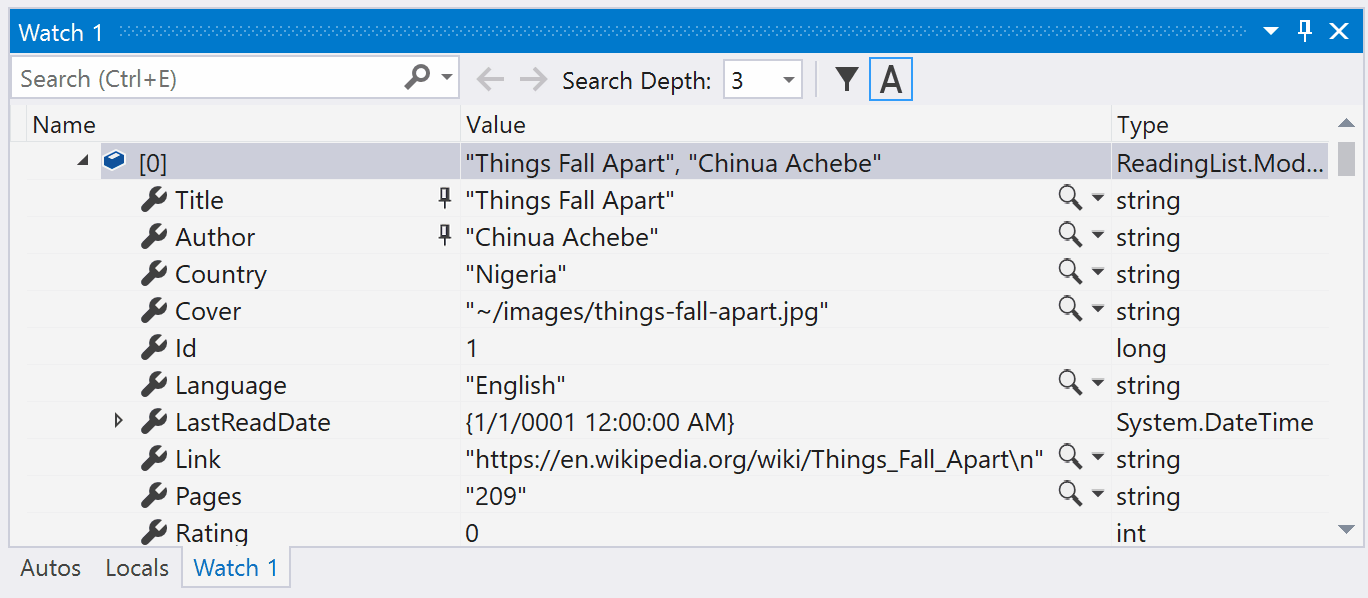 Watch 1
Search (Ctrl+E) Search Depth: 3 A
Name Value Type
[0] "Things Fall Apart", "Chinua Achebe" ReadingList.Mod...
Title "Things Fall Apart" string
Author "Chinua Achebe" string
Country "Nigeria" string
Cover "~/images/things-fall-apart.jpg" string
Id 1 long
Language "English" string
LastReadDate {1/1/0001 12:00:00 AM} System.DateTime
Link "https://en.wikipedia.org/wiki/Things_Fall_Apart\n" string
Pages "209" string
Rating 0 int
Autos Locals Watch 1